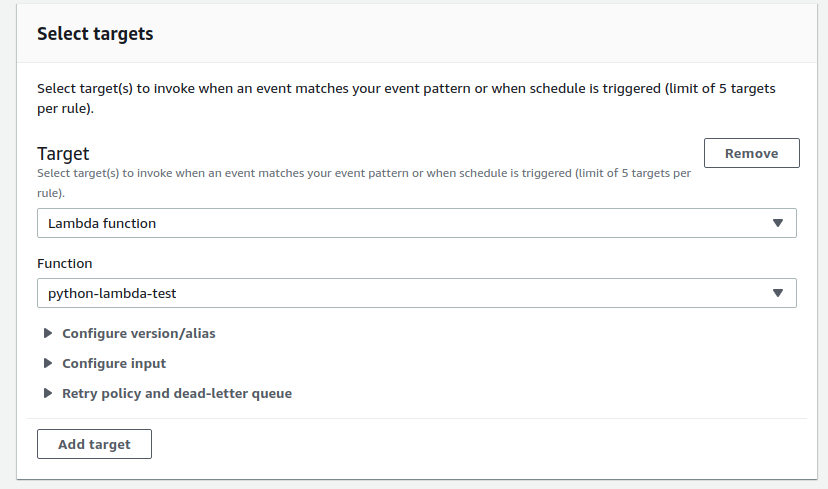 Select targets
Select target(s) to invoke when an event matches your event pattern or when schedule is triggered (limit of 5 targets
per rule).
Target
Remove
Select target(s) to invoke when an event matches your event pattern or when schedule is triggered (limit of 5 targets per
rule).
Lambda function
Function
python-lambda-test
Configure version/alias
Configure input
Retry policy and dead-letter queue
Add target